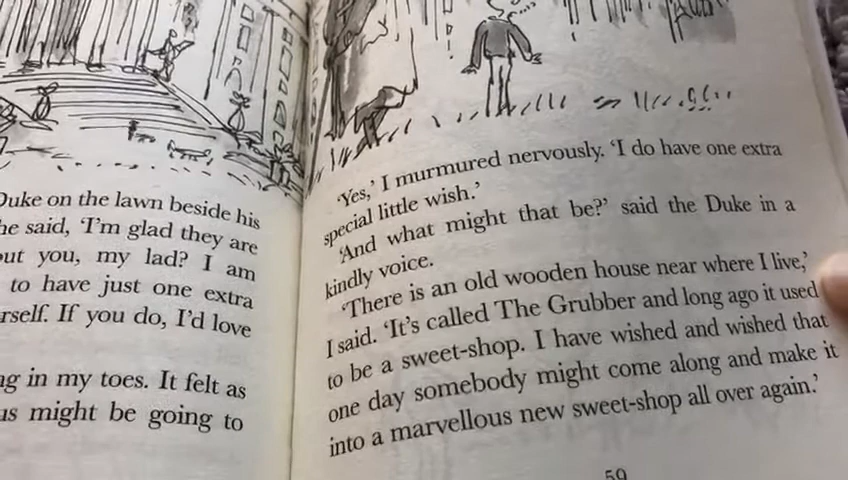 Duke on the lawn beside his
he said, 'I'm glad they are
you, my lad? I am
to have just one extra
If you do, I'd love
in my toes. It felt as
might be going to
'Yes,' I murmured nervously. 'I do have one extra
special little wish.'
'And what might that be?' said the Duke in a
kindly voice.
'There is an old wooden house near where I live,'
I said. 'It's called The Grubber and long ago it used
to be a sweet-shop. I have wished and wished that
one day somebody might come along and make it
into a marvellous new sweet-shop all over again.'
59